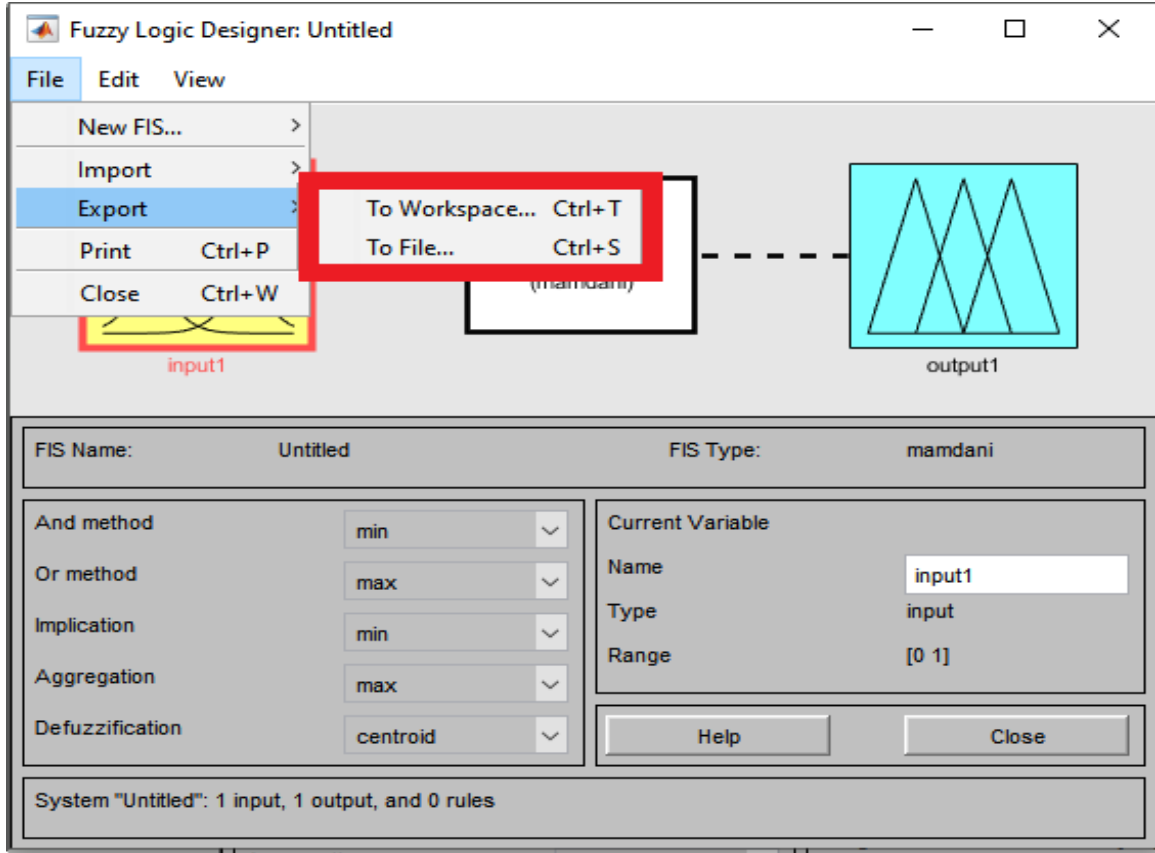 Fuzzy Logic Designer: Untitled
File Edit View
New FIS... >
Import >
Export >
To Workspace... Ctrl+T
To File... Ctrl+S
Print Ctrl+P
Close Ctrl+W
(mamdani)
input1
output1
FIS Name: Untitled
FIS Type: mamdani
And method min
Or method max
Implication min
Aggregation max
Defuzzification centroid
Current Variable
Name input1
Type input
Range [0 1]
Help Close
System "Untitled": 1 input, 1 output, and 0 rules